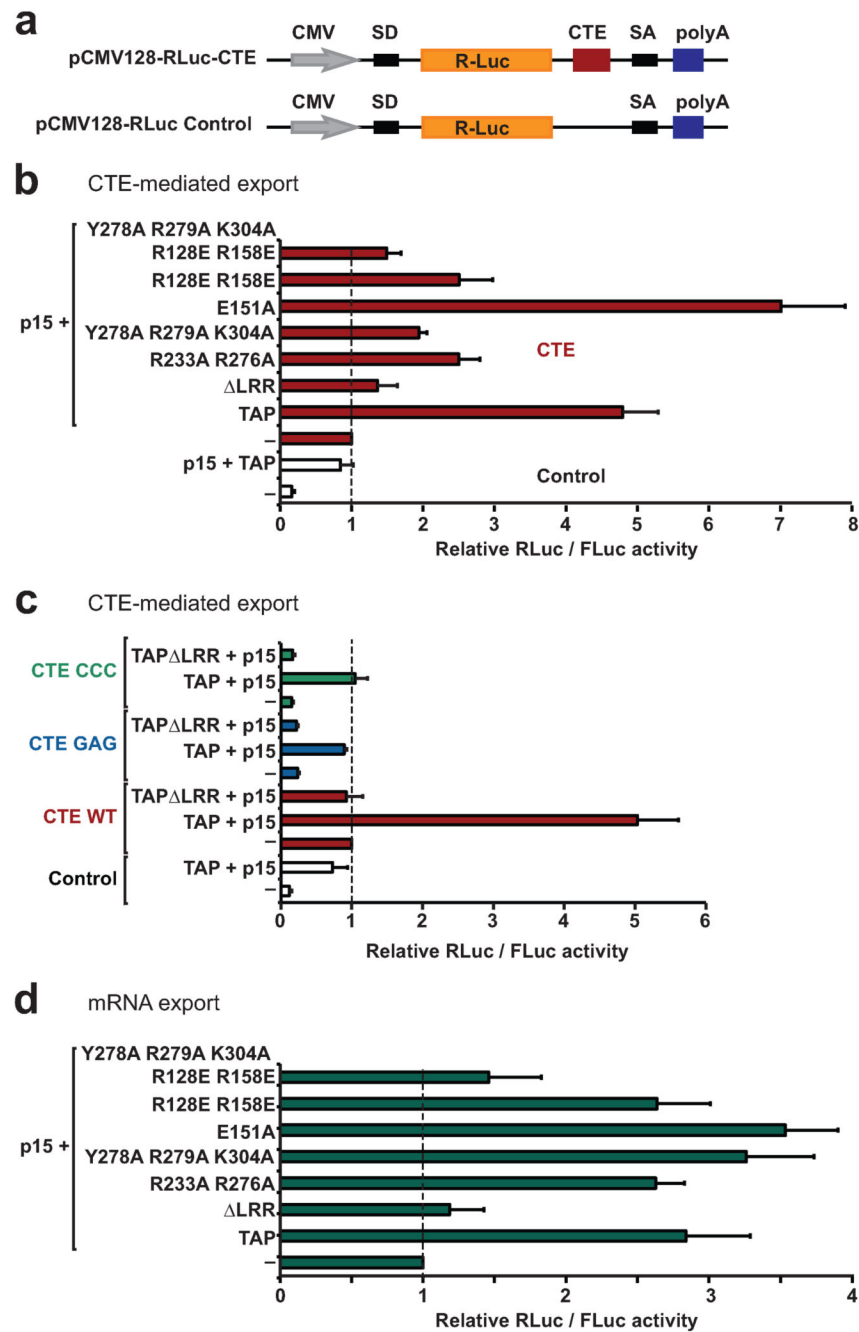 a
CMV SD CTE SA polyA
pCMV128-RLuc-CTE R-Luc
CMV SD SA polyA
pCMV128-RLuc Control R-Luc
b CTE-mediated export
Y278A R279A K304A
R128E R158E
R128E R158E
E151A
p15 +
Y278A R279A K304A
CTE
R233A R276A
ΔLRR
TAP
–
p15 + TAP
Control
–
0 1 2 3 4 5 6 7 8
Relative RLuc / FLuc activity
c CTE-mediated export
TAPΔLRR + p15
CTE CCC TAP + p15
–
TAPΔLRR + p15
CTE GAG TAP + p15
–
TAPΔLRR + p15
CTE WT TAP + p15
–
Control TAP + p15
–
0 1 2 3 4 5 6
Relative RLuc / FLuc activity
d mRNA export
Y278A R279A K304A
R128E R158E
R128E R158E
E151A
p15 +
Y278A R279A K304A
R233A R276A
ΔLRR
TAP
–
0 1 2 3 4
Relative RLuc / FLuc activity